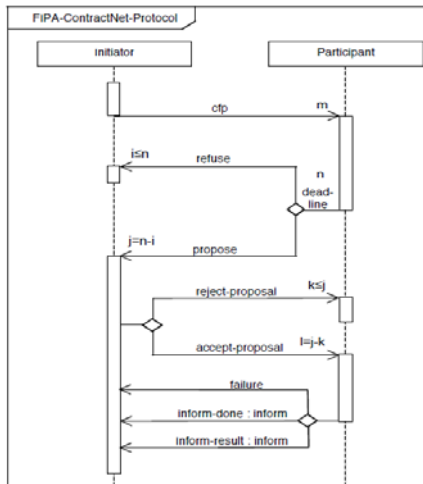 FIPA-ContractNet-Protocol
initiator
Participant
cfp
m
i≤n
refuse
n
dead-
line
j=n-i
propose
reject-proposal
k≤j
accept-proposal
l=j-k
failure
inform-done : inform
inform-result : inform